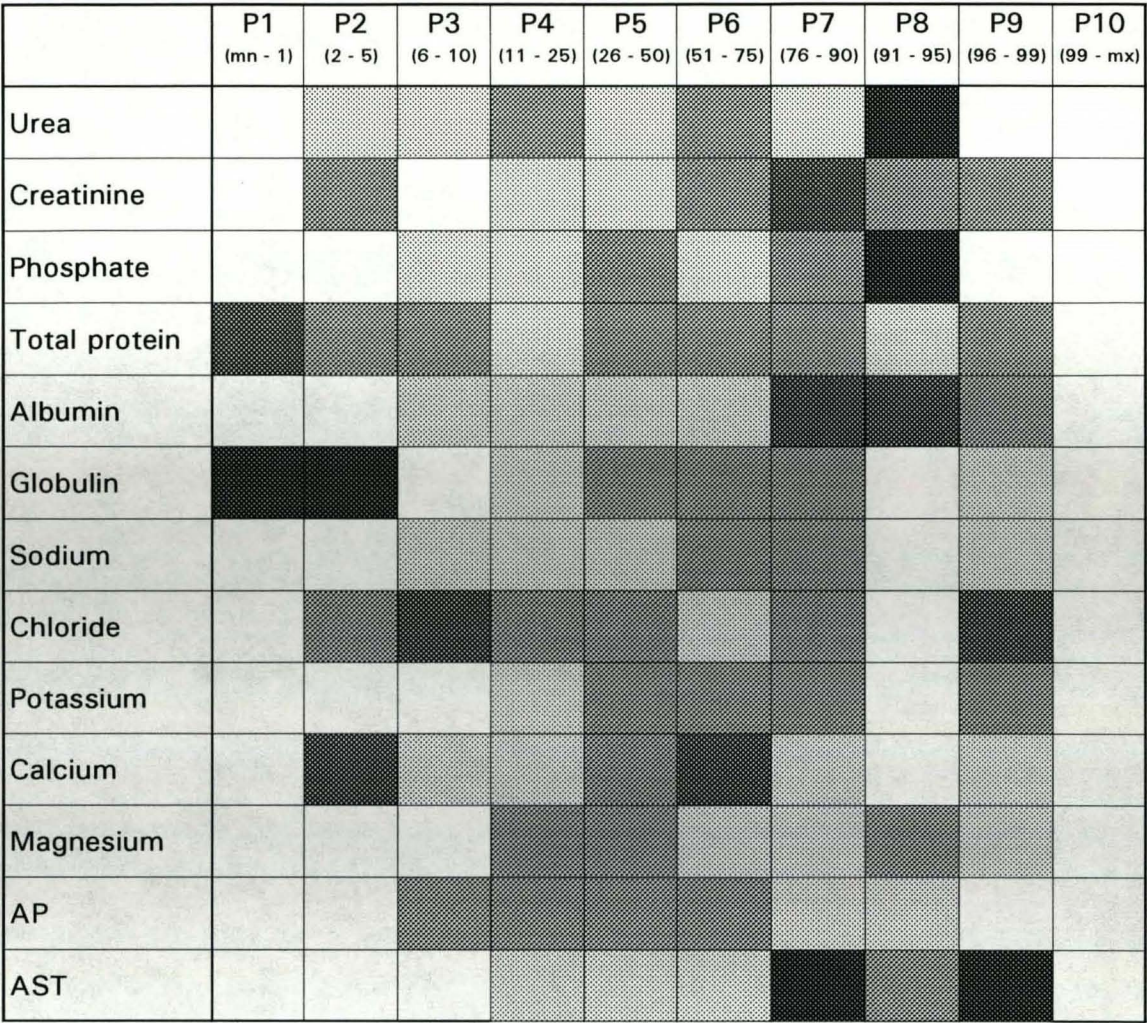 P1 P2 P3 P4 P5 P6 P7 P8 P9 P10
(mn - 1) (2 - 5) (6 - 10) (11 - 25) (26 - 50) (51 - 75) (76 - 90) (91 - 95) (96 - 99) (99 - mx)
Urea
Creatinine
Phosphate
Total protein
Albumin
Globulin
Sodium
Chloride
Potassium
Calcium
Magnesium
AP
AST